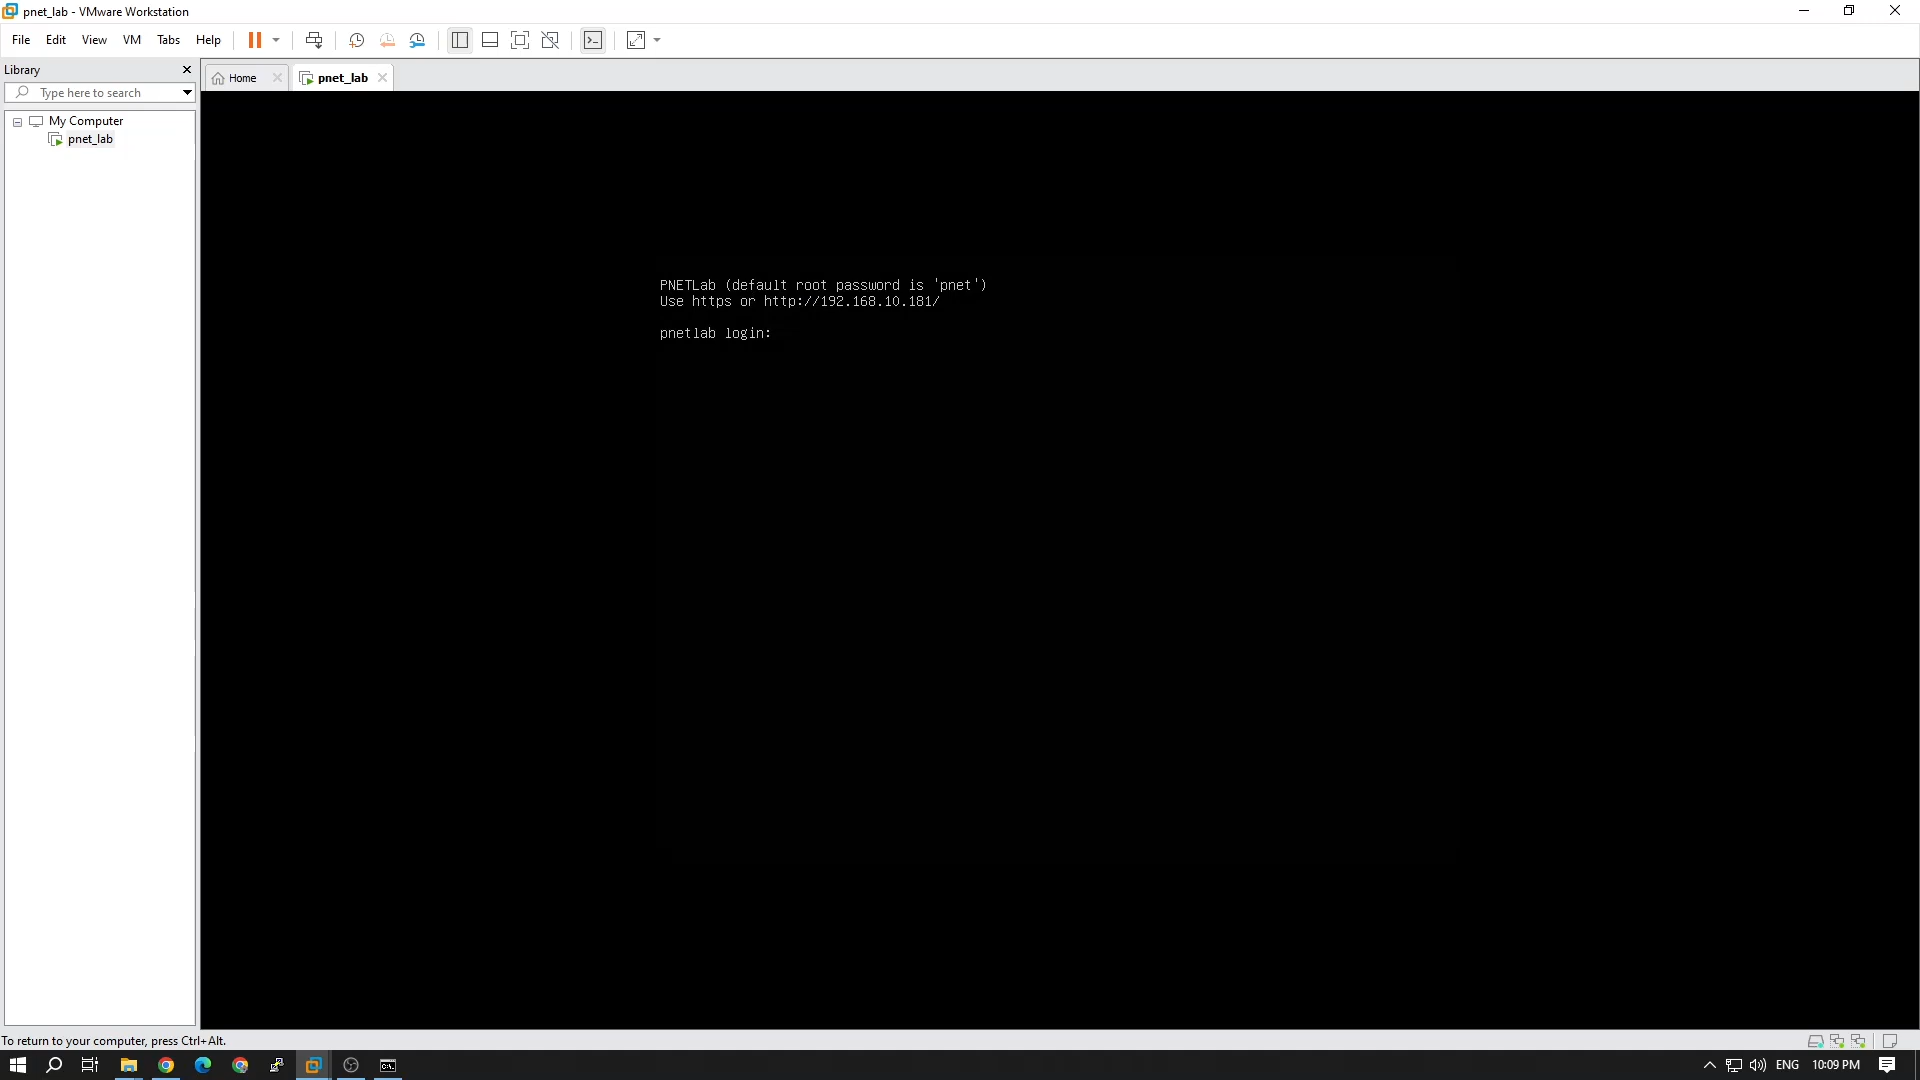 pnet_lab - VMware Workstation
File Edit View VM Tabs Help
Library
Type here to search
My Computer
pnet_lab
Home
pnet_lab
PNETLab (default root password is 'pnet')
Use https or http://192.168.10.181/
pnetlab login:
To return to your computer, press Ctrl+Alt.
ENG 10:09 PM